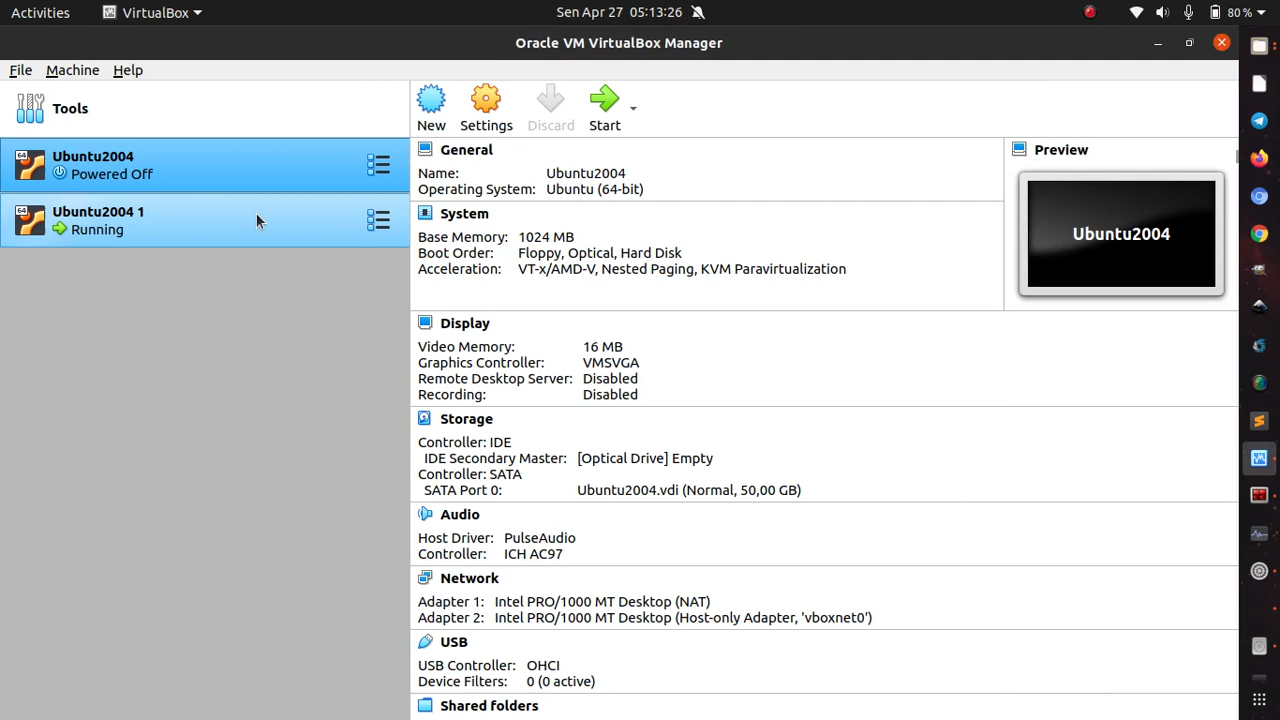 Activities VirtualBox Sen Apr 27 05:13:26 80%
Oracle VM VirtualBox Manager
File Machine Help
Tools
New Settings Discard Start
64 Ubuntu2004
Powered Off
64 Ubuntu2004 1
Running
General
Name: Ubuntu2004
Operating System: Ubuntu (64-bit)
System
Base Memory: 1024 MB
Boot Order: Floppy, Optical, Hard Disk
Acceleration: VT-x/AMD-V, Nested Paging, KVM Paravirtualization
Preview
Ubuntu2004
Display
Video Memory: 16 MB
Graphics Controller: VMSVGA
Remote Desktop Server: Disabled
Recording: Disabled
Storage
Controller: IDE
IDE Secondary Master: [Optical Drive] Empty
Controller: SATA
SATA Port 0: Ubuntu2004.vdi (Normal, 50,00 GB)
Audio
Host Driver: PulseAudio
Controller: ICH AC97
Network
Adapter 1: Intel PRO/1000 MT Desktop (NAT)
Adapter 2: Intel PRO/1000 MT Desktop (Host-only Adapter, 'vboxnet0')
USB
USB Controller: OHCI
Device Filters: 0 (0 active)
Shared folders